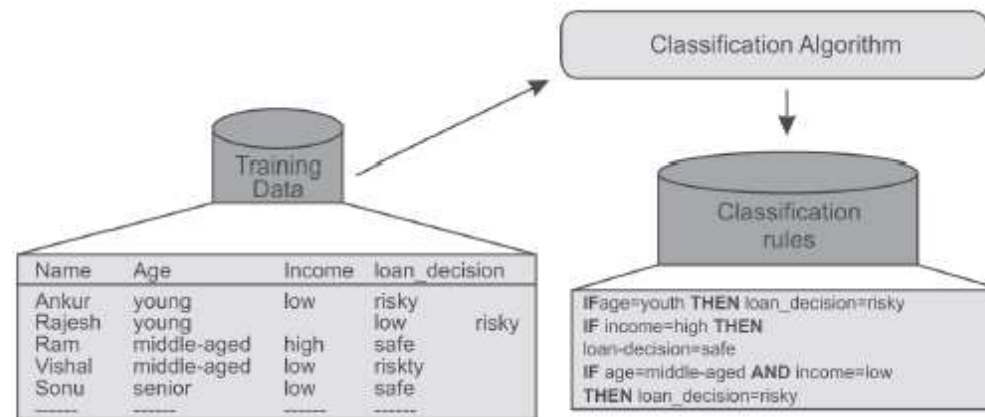 Classification Algorithm
Training
Data
Classification
rules
Name Age Income loan_decision
Ankur young low risky
Rajesh young low risky
Ram middle-aged high safe
Vishal middle-aged low riskty
Sonu senior low safe
------ ------ ------ ------
IFage=youth THEN loan_decision=risky
IF income=high THEN
loan-decision=safe
IF age=middle-aged AND income=low
THEN loan_decision=risky